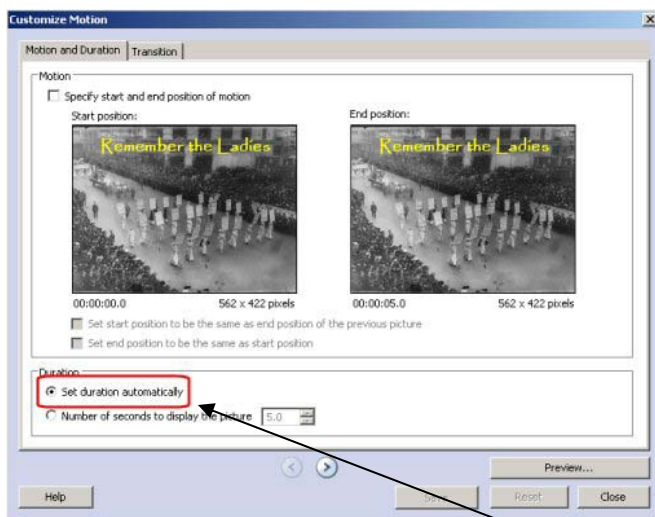 Customize Motion
Motion and Duration Transition
Motion
Specify start and end position of motion
Start position: End position:
Remember the Ladies Remember the Ladies
00:00:00.0 562 x 422 pixels 00:00:05.0 562 x 422 pixels
Set start position to be the same as end position of the previous picture
Set end position to be the same as start position
Duration
Set duration automatically
Number of seconds to display the picture 5.0
Preview...
Help Save Reset Close